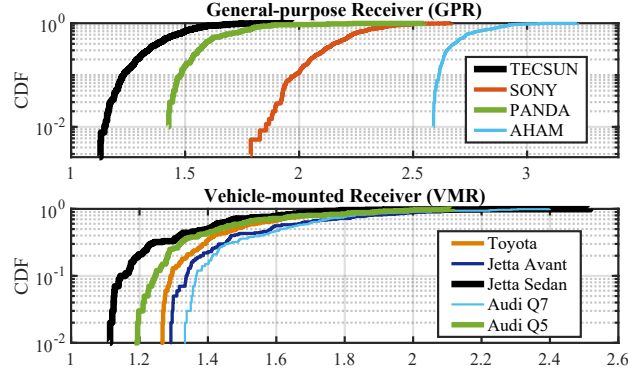 General-purpose Receiver (GPR)
10^0
10^-1
10^-2
CDF
TECSUN
SONY
PANDA
AHAM
1 1.5 2 2.5 3
Vehicle-mounted Receiver (VMR)
10^0
10^-1
10^-2
CDF
Toyota
Jetta Avant
Jetta Sedan
Audi Q7
Audi Q5
1 1.2 1.4 1.6 1.8 2 2.2 2.4 2.6